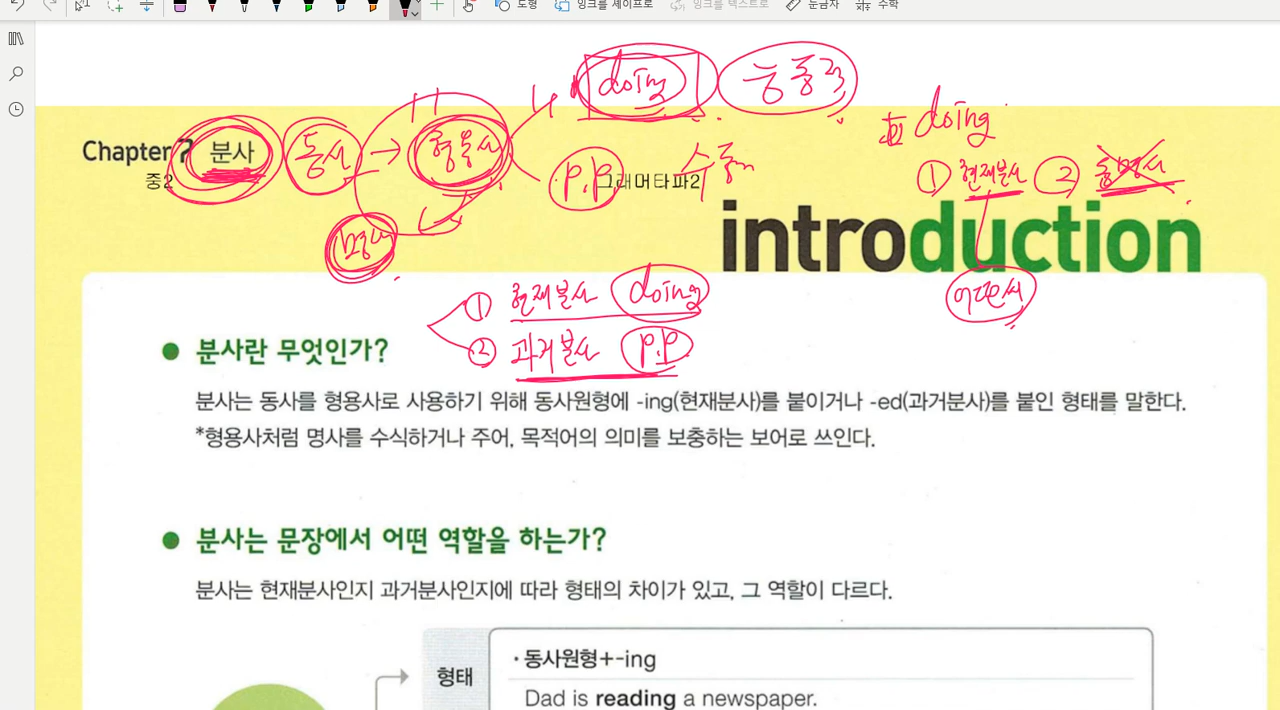 도형 잉크를 셰이프로 잉크를 텍스트로 눈금자 수학
doing 능동
Chapter 7 분사 동사 → 형용사
doing
중2
P.P 수동
그래머타파2
① 현재분사 ② 동명사
introduction
명사
어떤씨
① 현재분사 doing
② 과거분사 P.P
분사란 무엇인가?
분사는 동사를 형용사로 사용하기 위해 동사원형에 -ing(현재분사)를 붙이거나 -ed(과거분사)를 붙인 형태를 말한다.
*형용사처럼 명사를 수식하거나 주어, 목적어의 의미를 보충하는 보어로 쓰인다.
분사는 문장에서 어떤 역할을 하는가?
분사는 현재분사인지 과거분사인지에 따라 형태의 차이가 있고, 그 역할이 다르다.
형태
· 동사원형+-ing
Dad is reading a newspaper.